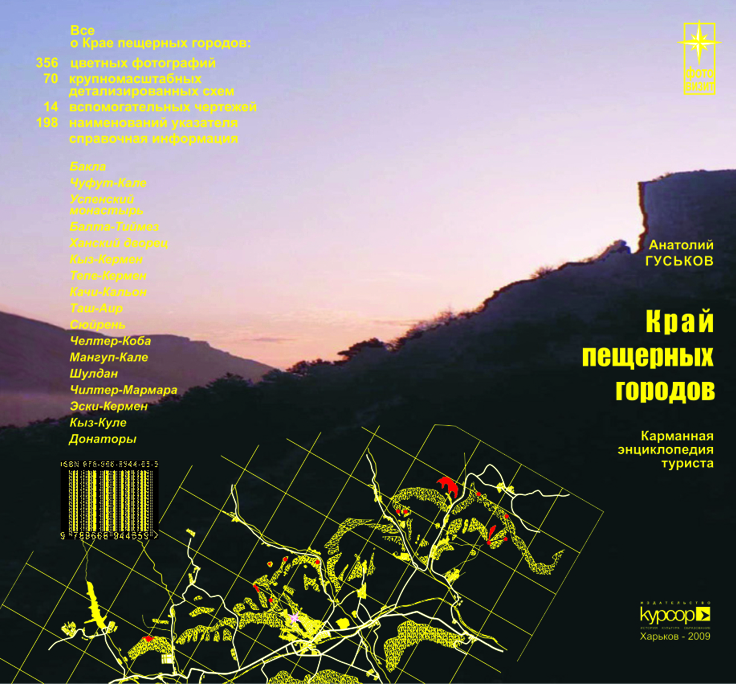 Все
о Крае пещерных городов:
356 цветных фотографий
70 крупномасштабных
детализированных схем
14 вспомогательных чертежей
198 наименований указателя
справочная информация
Бакла
Чуфут-Кале
Успенский
монастырь
Балта-Тиймез
Ханский дворец
Кыз-Кермен
Тепе-Кермен
Качи-Кальон
Таш-Аир
Сюйрень
Челтер-Коба
Мангуп-Кале
Шулдан
Чилтер-Мармара
Эски-Кермен
Кыз-Куле
Донаторы
фото
визит
Анатолий
ГУСЬКОВ
Край
пещерных
городов
Карманная
энциклопедия
туриста
ИЗДАТЕЛЬСТВО
курсор
Харьков - 2009